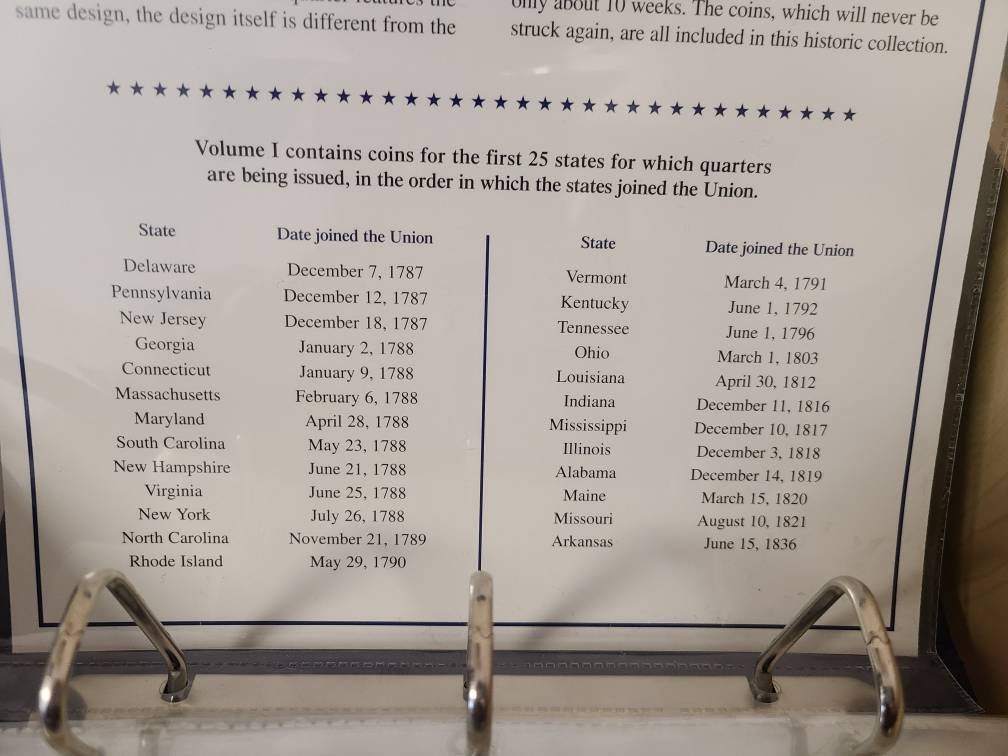 same design, the design itself is different from the
only about 10 weeks. The coins, which will never be
struck again, are all included in this historic collection.
Volume I contains coins for the first 25 states for which quarters
are being issued, in the order in which the states joined the Union.
State Date joined the Union
Delaware December 7, 1787
Pennsylvania December 12, 1787
New Jersey December 18, 1787
Georgia January 2, 1788
Connecticut January 9, 1788
Massachusetts February 6, 1788
Maryland April 28, 1788
South Carolina May 23, 1788
New Hampshire June 21, 1788
Virginia June 25, 1788
New York July 26, 1788
North Carolina November 21, 1789
Rhode Island May 29, 1790
State Date joined the Union
Vermont March 4, 1791
Kentucky June 1, 1792
Tennessee June 1, 1796
Ohio March 1, 1803
Louisiana April 30, 1812
Indiana December 11, 1816
Mississippi December 10, 1817
Illinois December 3, 1818
Alabama December 14, 1819
Maine March 15, 1820
Missouri August 10, 1821
Arkansas June 15, 1836